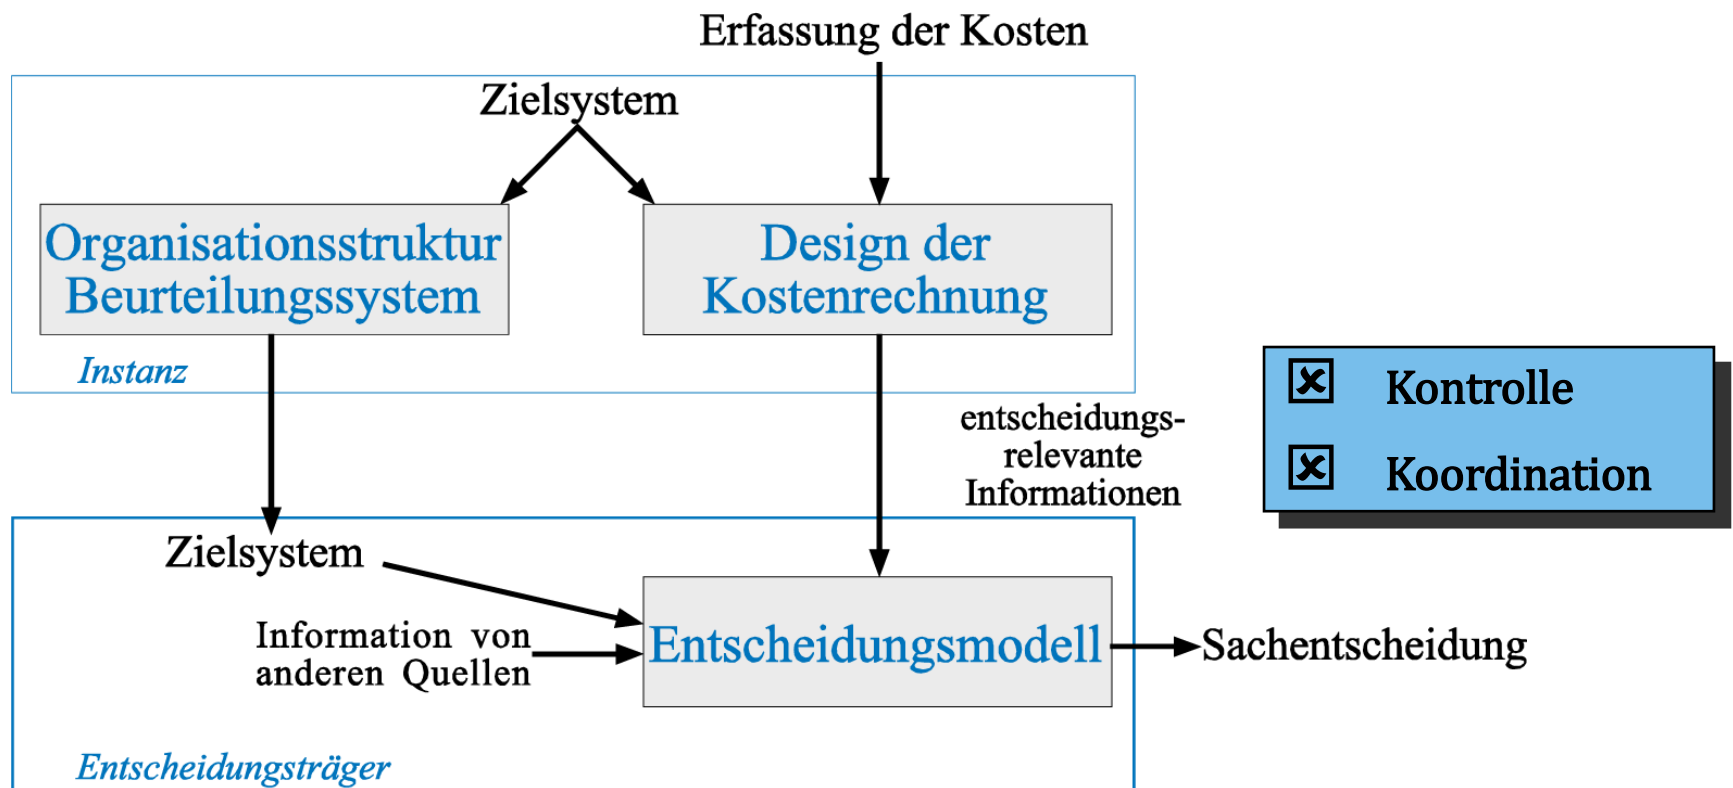 Erfassung der Kosten
Zielsystem
Organisationsstruktur
Beurteilungssystem
Design der
Kostenrechnung
Instanz
entscheidungs-
relevante
Informationen
Kontrolle
Koordination
Zielsystem
Information von
anderen Quellen
Entscheidungsmodell
Sachentscheidung
Entscheidungsträger